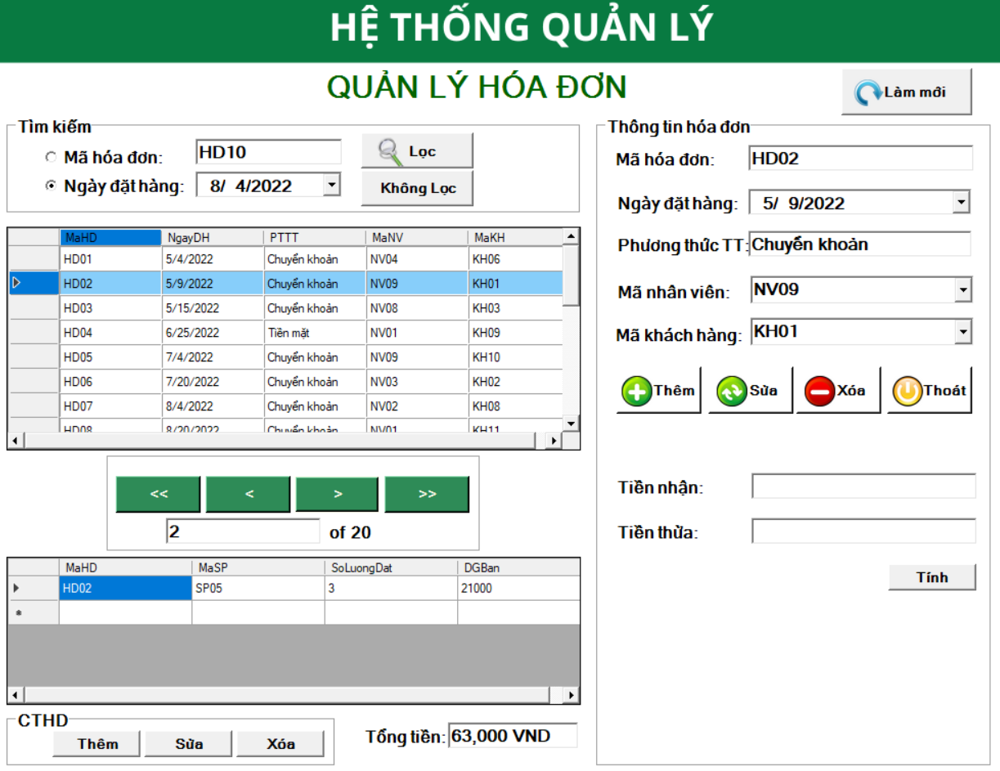 HỆ THỐNG QUẢN LÝ
QUẢN LÝ HÓA ĐƠN
Làm mới
Tìm kiếm
Mã hóa đơn: HD10
Lọc
Ngày đặt hàng: 8/ 4/2022
Không Lọc
MaHD NgayDH PTTT MaNV MaKH
HD01 5/4/2022 Chuyển khoản NV04 KH06
HD02 5/9/2022 Chuyển khoản NV09 KH01
HD03 5/15/2022 Chuyển khoản NV08 KH03
HD04 6/25/2022 Tiền mặt NV01 KH09
HD05 7/4/2022 Chuyển khoản NV09 KH10
HD06 7/20/2022 Chuyển khoản NV03 KH02
HD07 8/4/2022 Chuyển khoản NV02 KH08
HD08 8/20/2022 Chuyển khoản NV01 KH11
<< < > >>
2 of 20
MaHD MaSP SoLuongDat DGBan
HD02 SP05 3 21000
*
CTHD
Thêm Sửa Xóa
Tổng tiền: 63,000 VND
Thông tin hóa đơn
Mã hóa đơn: HD02
Ngày đặt hàng: 5/ 9/2022
Phương thức TT: Chuyển khoản
Mã nhân viên: NV09
Mã khách hàng: KH01
Thêm Sửa Xóa Thoát
Tiền nhận:
Tiền thừa:
Tính